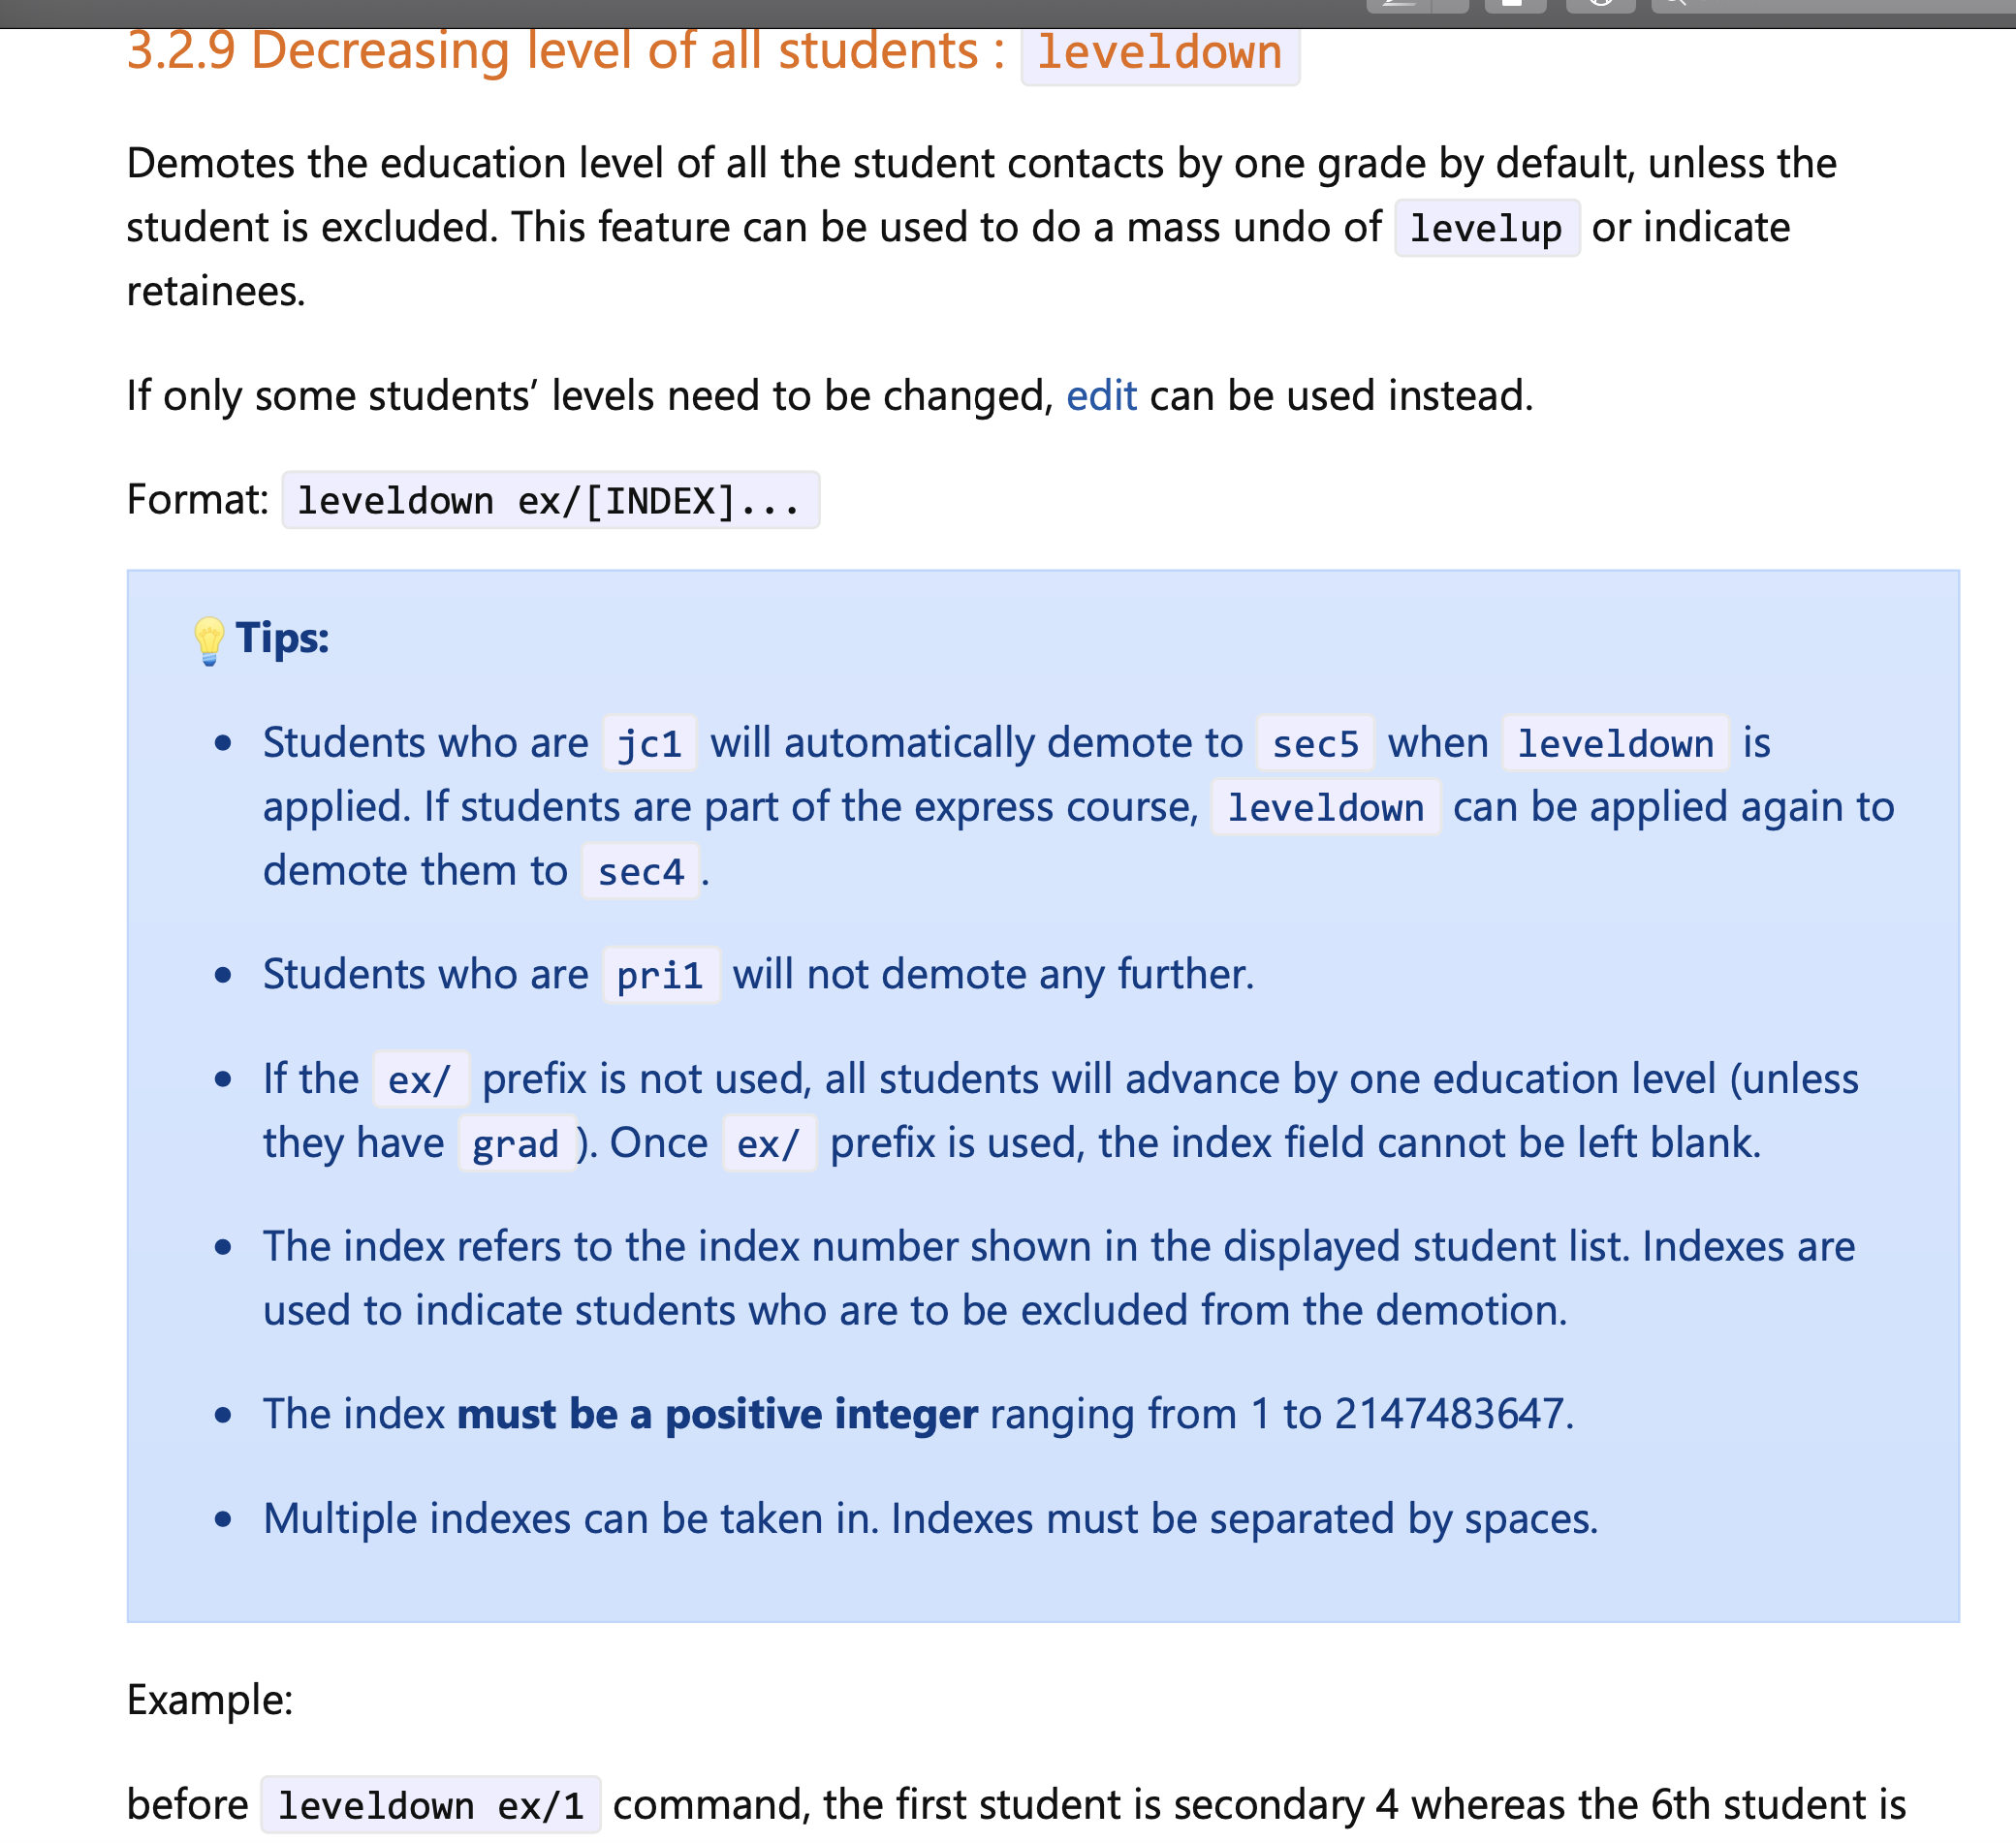 3.2.9 Decreasing level of all students : leveldown
Demotes the education level of all the student contacts by one grade by default, unless the
student is excluded. This feature can be used to do a mass undo of levelup or indicate
retainees.
If only some students’ levels need to be changed, edit can be used instead.
Format: leveldown ex/[INDEX]...
💡Tips:
• Students who are jc1 will automatically demote to sec5 when leveldown is
applied. If students are part of the express course, leveldown can be applied again to
demote them to sec4 .
• Students who are pri1 will not demote any further.
• If the ex/ prefix is not used, all students will advance by one education level (unless
they have grad ). Once ex/ prefix is used, the index field cannot be left blank.
• The index refers to the index number shown in the displayed student list. Indexes are
used to indicate students who are to be excluded from the demotion.
• The index must be a positive integer ranging from 1 to 2147483647.
• Multiple indexes can be taken in. Indexes must be separated by spaces.
Example:
before leveldown ex/1 command, the first student is secondary 4 whereas the 6th student is